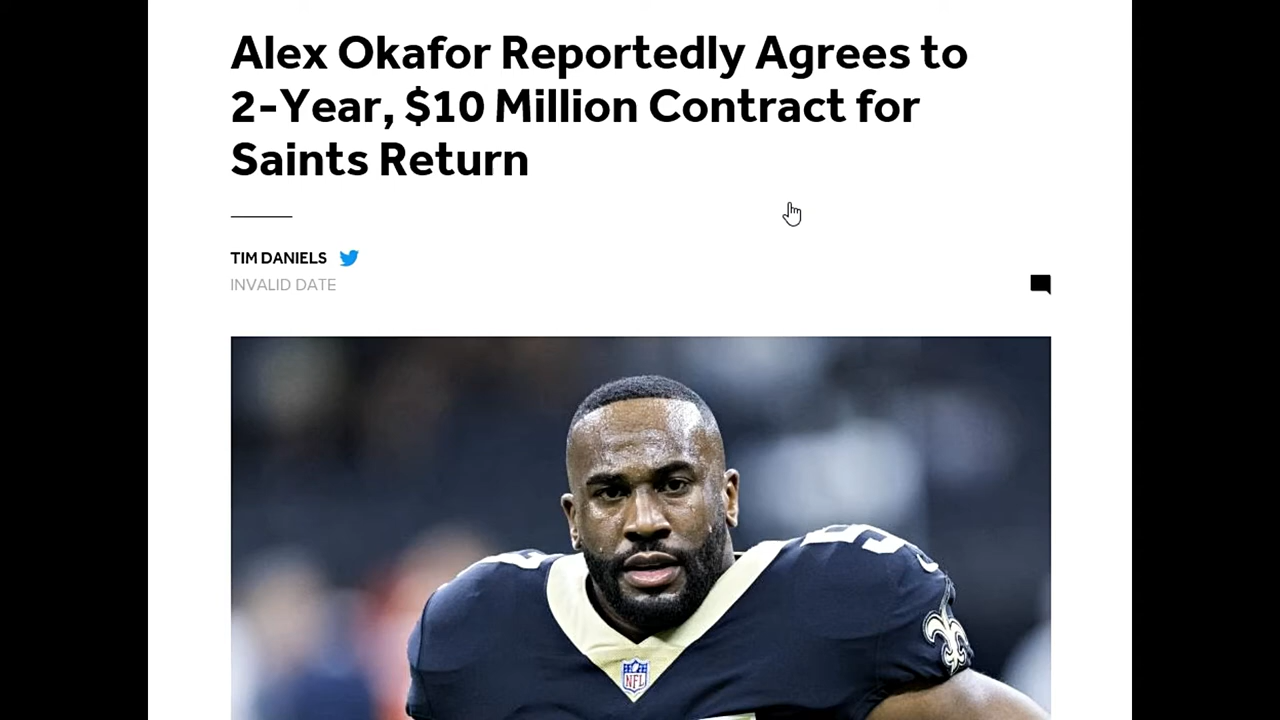 Alex Okafor Reportedly Agrees to
2-Year, $10 Million Contract for
Saints Return
TIM DANIELS
INVALID DATE
NFL